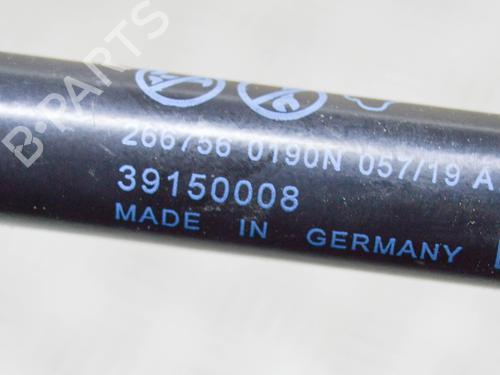 B-PARTS
266756 0190N 057/19 A
39150008
MADE IN GERMANY